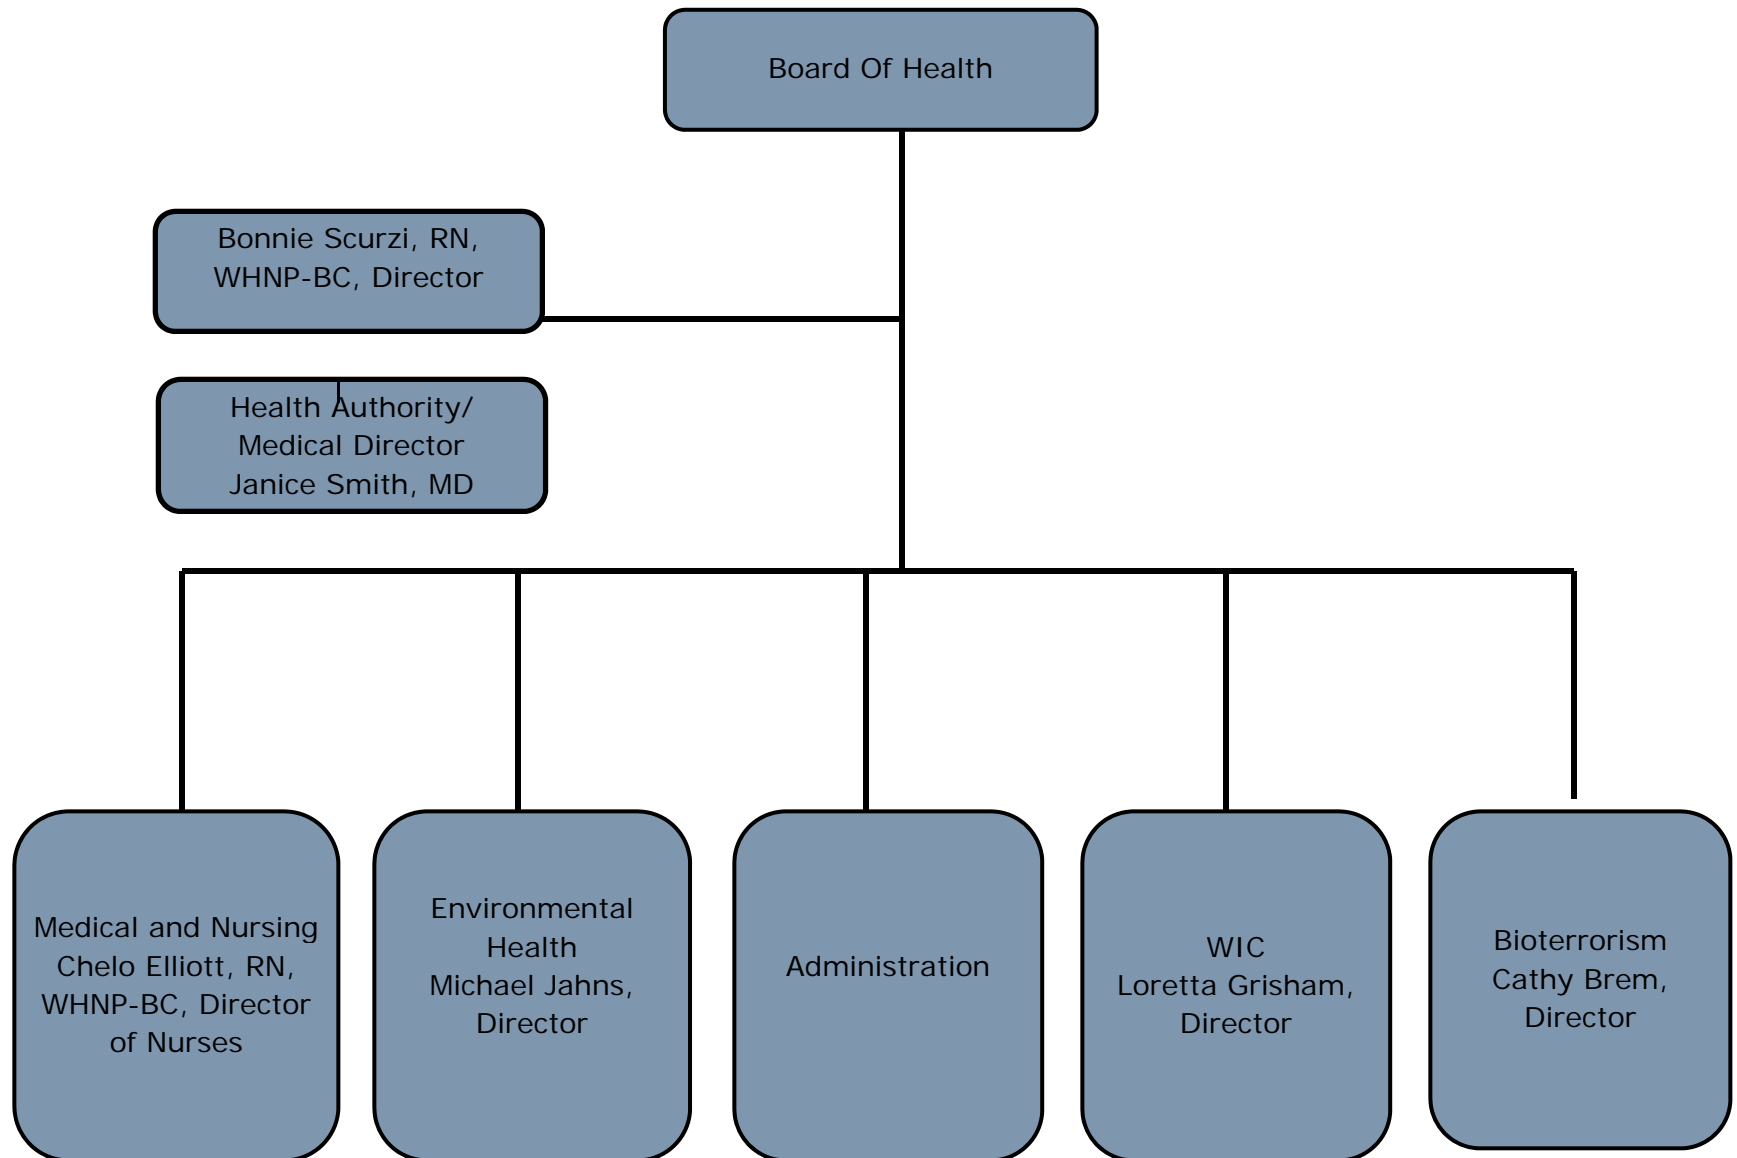 Board Of Health
Bonnie Scurzi, RN,
WHNP-BC, Director
Health Authority/
Medical Director
Janice Smith, MD
Medical and Nursing
Chelo Elliott, RN,
WHNP-BC, Director
of Nurses
Environmental
Health
Michael Jahns,
Director
Administration
WIC
Loretta Grisham,
Director
Bioterrorism
Cathy Brem,
Director